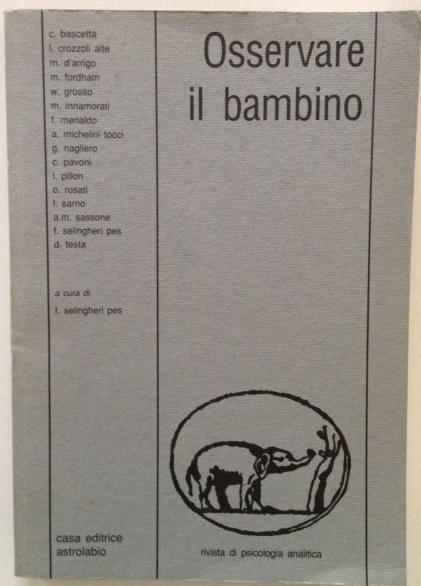 c. bascetta
l. crozzoli aite
m. d'arrigo
m. fordham
w. grosso
m. innamorati
f. menaldo
a. michelini tocci
g. nagliero
c. pavoni
l. pillon
o. rosati
l. sarno
a.m. sassone
f. selingheri pes
d. testa
a cura di
f. selingheri pes
casa editrice
astrolabio
Osservare
il bambino
rivista di psicologia analitica